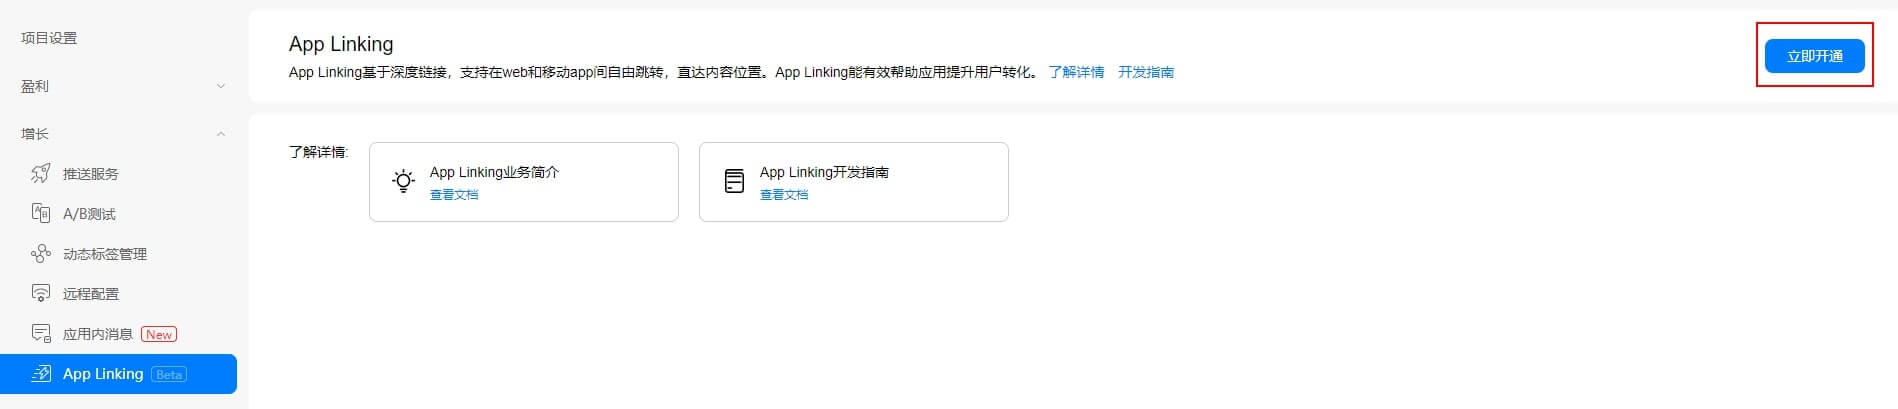 项目设置
盈利
增长
推送服务
A/B测试
动态标签管理
远程配置
应用内消息 New
App Linking Beta
App Linking
App Linking基于深度链接，支持在web和移动app间自由跳转，直达内容位置。App Linking能有效帮助应用提升用户转化。 了解详情 开发指南
立即开通
了解详情:
App Linking业务简介
查看文档
App Linking开发指南
查看文档